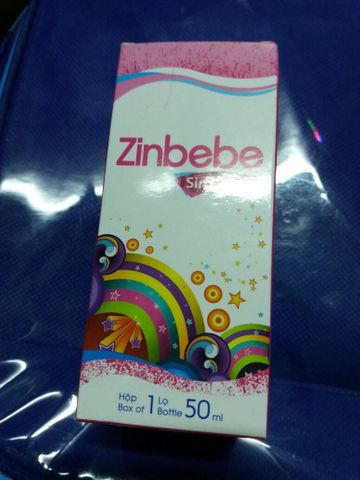 Zinbebe
Hộp 1 Lọ 50 ml
Box of Bottle